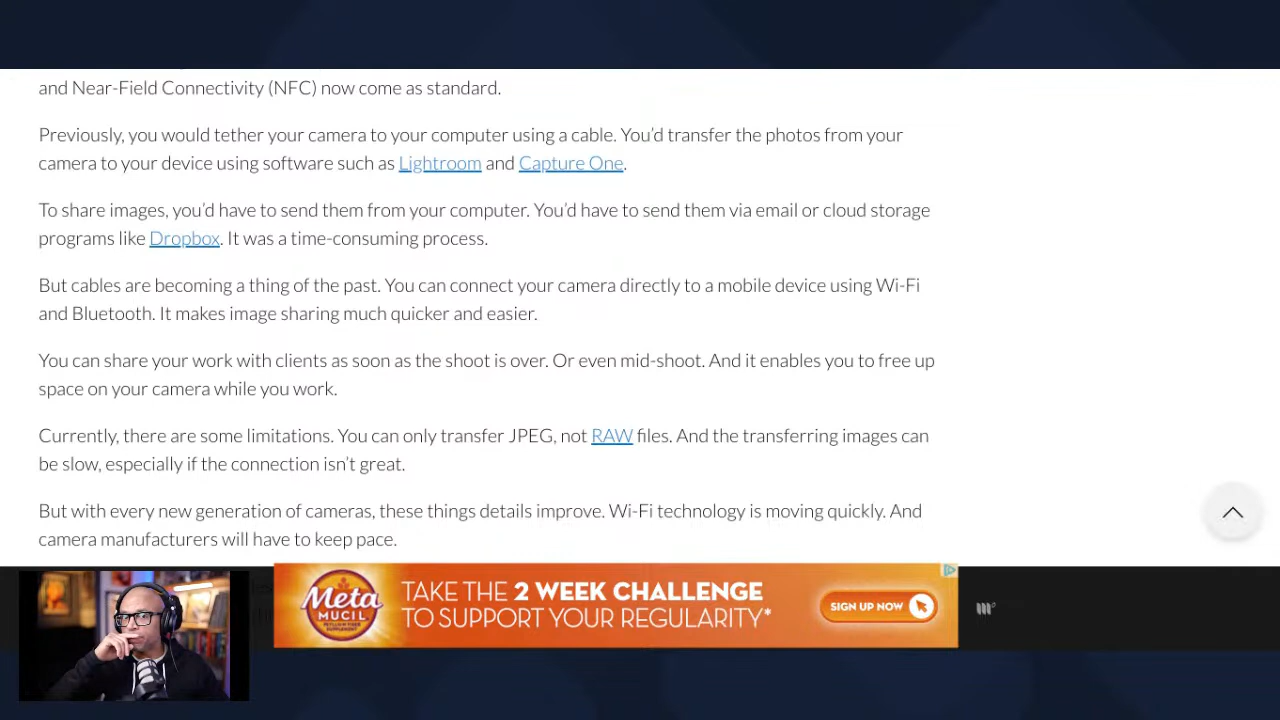 and Near-Field Connectivity (NFC) now come as standard.
Previously, you would tether your camera to your computer using a cable. You’d transfer the photos from your
camera to your device using software such as Lightroom and Capture One.
To share images, you’d have to send them from your computer. You’d have to send them via email or cloud storage
programs like Dropbox. It was a time-consuming process.
But cables are becoming a thing of the past. You can connect your camera directly to a mobile device using Wi-Fi
and Bluetooth. It makes image sharing much quicker and easier.
You can share your work with clients as soon as the shoot is over. Or even mid-shoot. And it enables you to free up
space on your camera while you work.
Currently, there are some limitations. You can only transfer JPEG, not RAW files. And the transferring images can
be slow, especially if the connection isn’t great.
But with every new generation of cameras, these things details improve. Wi-Fi technology is moving quickly. And
camera manufacturers will have to keep pace.
Meta
MUCIL
TAKE THE 2 WEEK CHALLENGE
TO SUPPORT YOUR REGULARITY*
SIGN UP NOW